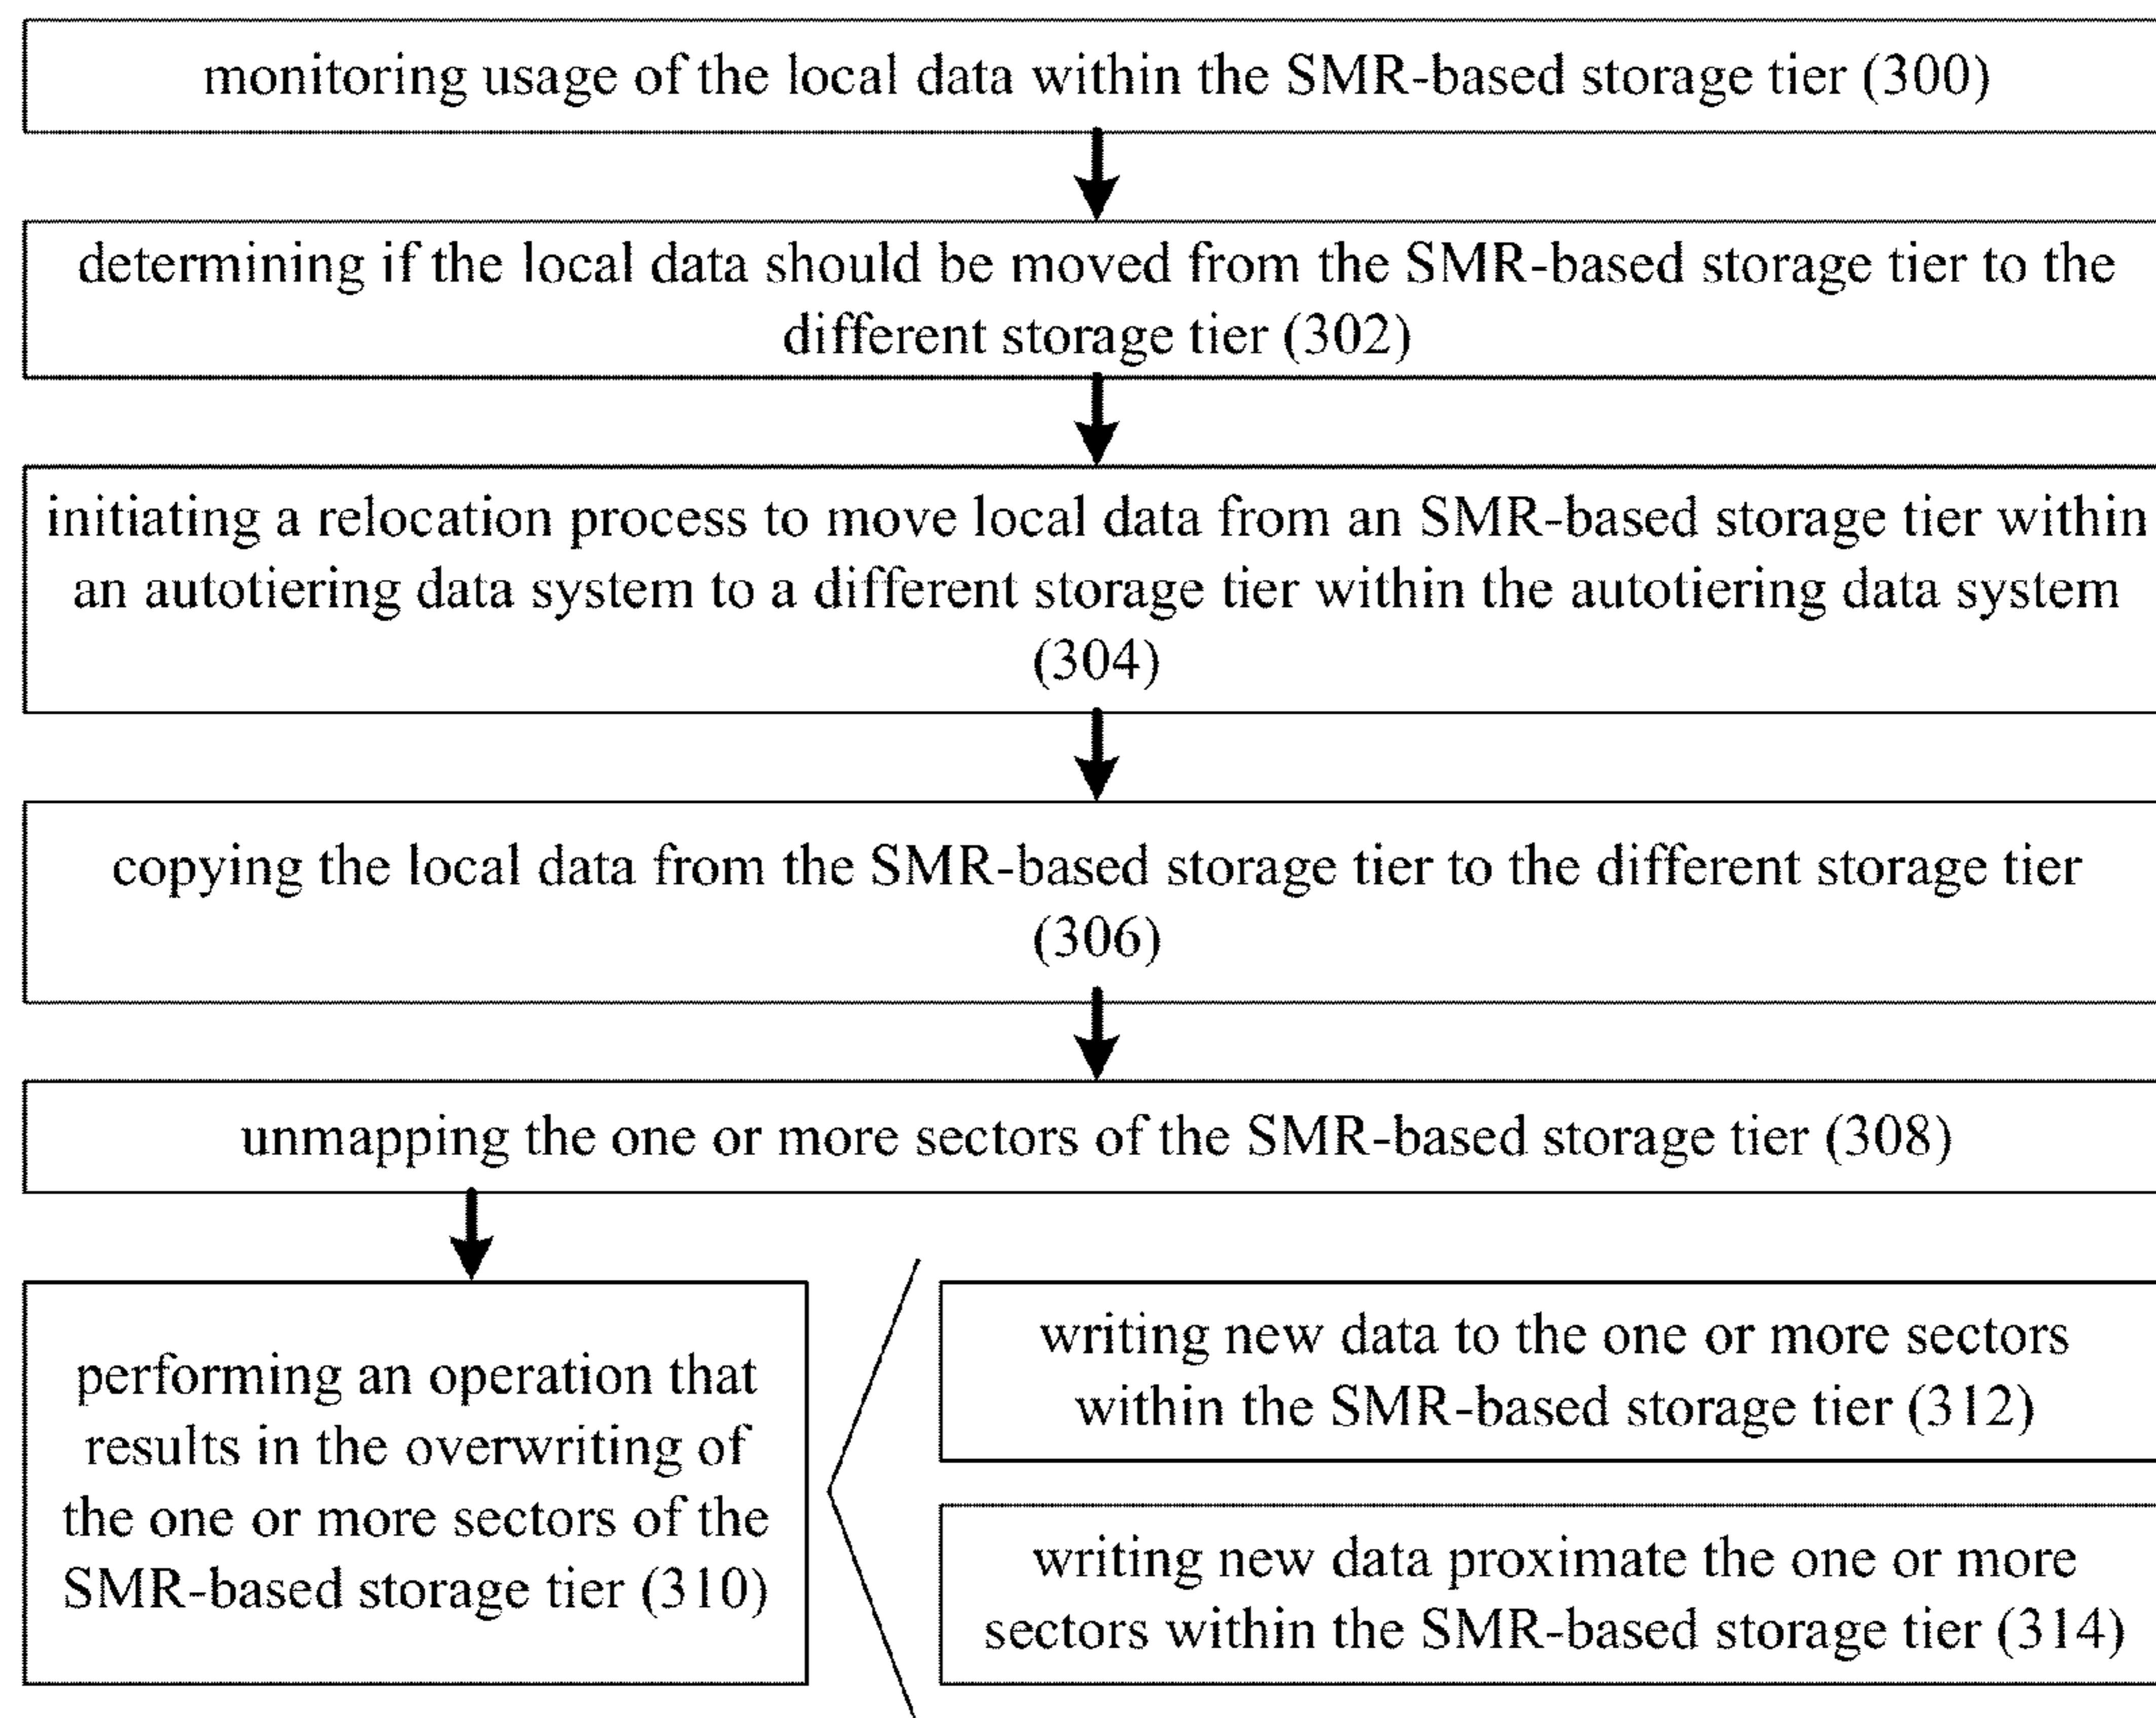 monitoring usage of the local data within the SMR-based storage tier (300)
determining if the local data should be moved from the SMR-based storage tier to the
different storage tier (302)
initiating a relocation process to move local data from an SMR-based storage tier within
an autotiering data system to a different storage tier within the autotiering data system
(304)
copying the local data from the SMR-based storage tier to the different storage tier
(306)
unmapping the one or more sectors of the SMR-based storage tier (308)
performing an operation that
results in the overwriting of
the one or more sectors of the
SMR-based storage tier (310)
writing new data to the one or more sectors
within the SMR-based storage tier (312)
writing new data proximate the one or more
sectors within the SMR-based storage tier (314)